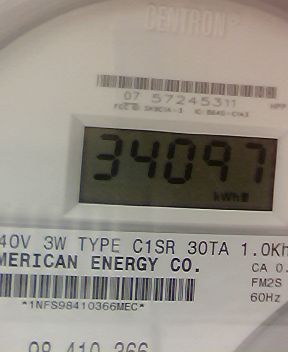 CENTRON®
07 57245311
34097
kWh
40V 3W TYPE C1SR 30TA 1.0Kh
MERICAN ENERGY CO.
CA 0.
FM2S
60Hz
*1NFS98410366MEC*
98 410 366